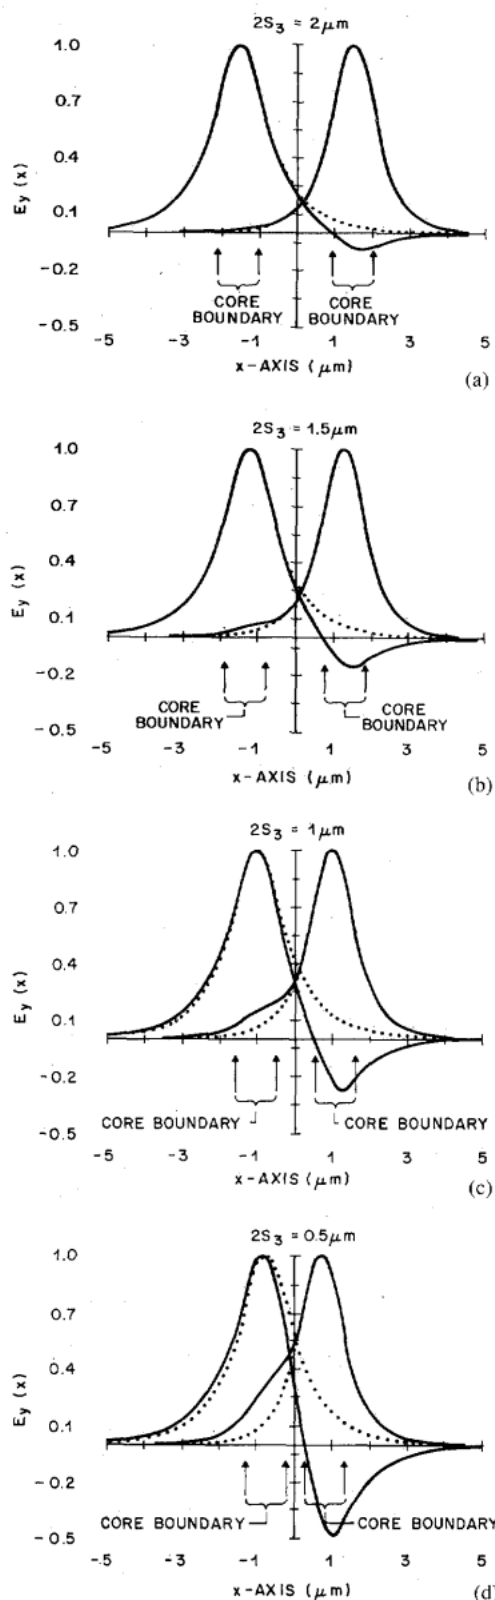 2S3 = 2μm
1.0
0.7
0.4
0.1
-0.2
-0.5
Ey (x)
CORE BOUNDARY
CORE BOUNDARY
-5 -3 -1 1 3 5
x-AXIS (μm)
(a)
2S3 = 1.5μm
1.0
0.7
0.4
0.1
-0.2
-0.5
Ey (x)
CORE BOUNDARY
CORE BOUNDARY
-5 -3 -1 1 3 5
x-AXIS (μm)
(b)
2S3 = 1μm
1.0
0.7
0.4
0.1
-0.2
-0.5
Ey (x)
CORE BOUNDARY CORE BOUNDARY
-5 -3 -1 1 3 5
x-AXIS (μm)
(c)
2S3 = 0.5μm
1.0
0.7
0.4
0.1
-0.2
-0.5
Ey (x)
CORE BOUNDARY CORE BOUNDARY
-5 -3 -1 1 3 5
x-AXIS (μm)
(d)